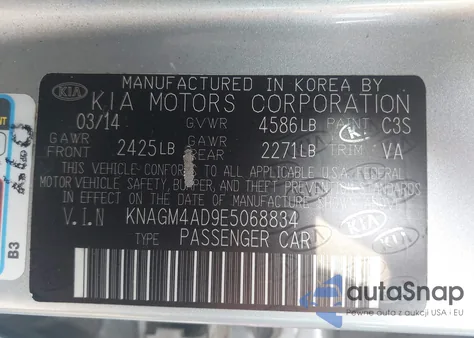 MANUFACTURED IN KOREA BY
KIA KIA MOTORS CORPORATION
03/14 GVWR 4586LB PAINT C3S
GAWR FRONT 2425LB GAWR REAR 2271LB TRIM VA
THIS VEHICLE CONFORMS TO ALL APPLICABLE U.S. FEDERAL
MOTOR VEHICLE SAFETY, BUMPER, AND THEFT PREVENTION STANDARDS
IN EFFECT ON THE DATE OF MANUFACTURE SHOWN ABOVE.
V.I.N KNAGM4AD9E5068834
TYPE PASSENGER CAR
B3
autoSnap
Pewne auta z aukcji USA i EU